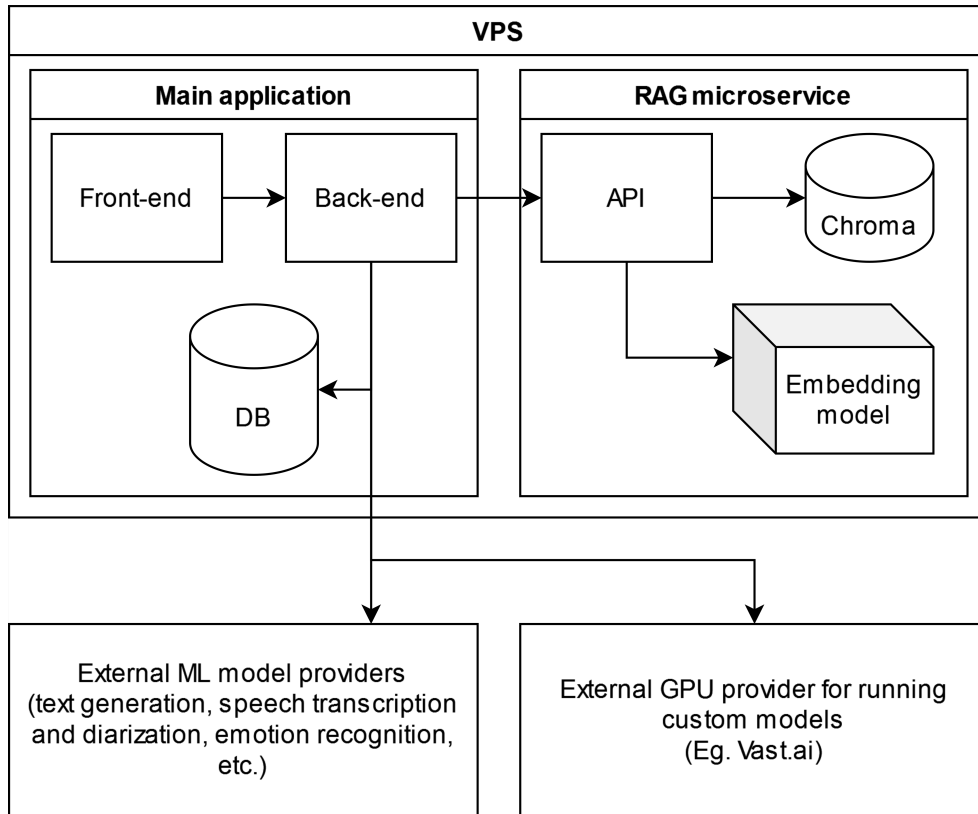 VPS
Main application
RAG microservice
Front-end
Back-end
API
Chroma
DB
Embedding
model
External ML model providers
(text generation, speech transcription
and diarization, emotion recognition,
etc.)
External GPU provider for running
custom models
(Eg. Vast.ai)